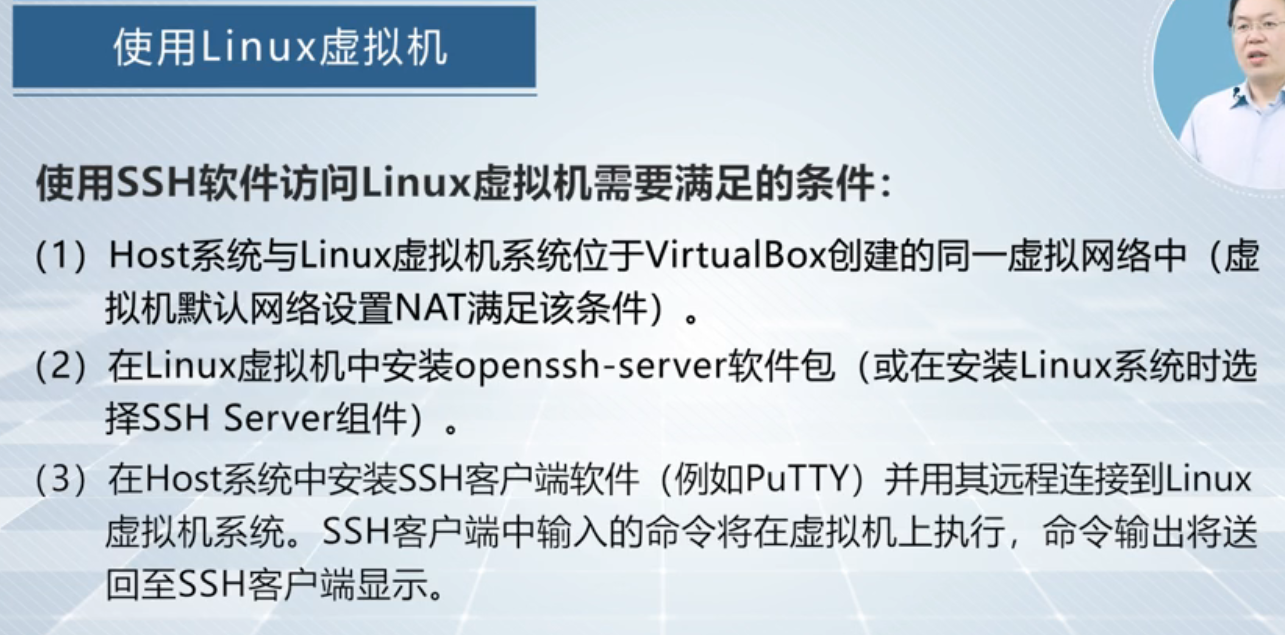 使用Linux虚拟机
使用SSH软件访问Linux虚拟机需要满足的条件：
（1）Host系统与Linux虚拟机系统位于VirtualBox创建的同一虚拟网络中（虚
拟机默认网络设置NAT满足该条件）。
（2）在Linux虚拟机中安装openssh-server软件包（或在安装Linux系统时选
择SSH Server组件）。
（3）在Host系统中安装SSH客户端软件（例如PuTTY）并用其远程连接到Linux
虚拟机系统。SSH客户端中输入的命令将在虚拟机上执行，命令输出将送
回至SSH客户端显示。